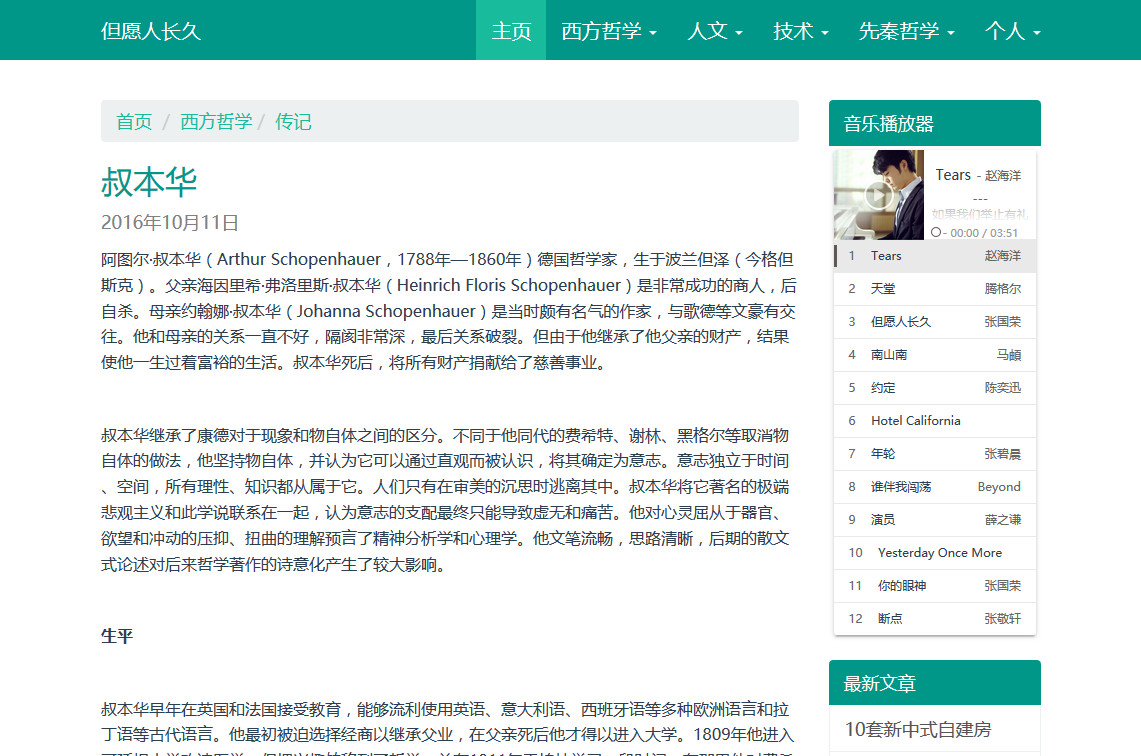 但愿人长久
主页
西方哲学
人文
技术
先秦哲学
个人
首页 / 西方哲学 / 传记
叔本华
2016年10月11日
阿图尔·叔本华（Arthur Schopenhauer，1788年—1860年）德国哲学家，生于波兰但泽（今格但
斯克）。父亲海因里希·弗洛里斯·叔本华（Heinrich Floris Schopenhauer）是非常成功的商人，后
自杀。母亲约翰娜·叔本华（Johanna Schopenhauer）是当时颇有名气的作家，与歌德等文豪有交
往。他和母亲的关系一直不好，隔阂非常深，最后关系破裂。但由于他继承了他父亲的财产，结果
使他一生过着富裕的生活。叔本华死后，将所有财产捐献给了慈善事业。
叔本华继承了康德对于现象和物自体之间的区分。不同于他同代的费希特、谢林、黑格尔等取消物
自体的做法，他坚持物自体，并认为它可以通过直观而被认识，将其确定为意志。意志独立于时间
、空间，所有理性、知识都从属于它。人们只有在审美的沉思时逃离其中。叔本华将它著名的极端
悲观主义和此学说联系在一起，认为意志的支配最终只能导致虚无和痛苦。他对心灵屈从于器官、
欲望和冲动的压抑、扭曲的理解预言了精神分析学和心理学。他文笔流畅，思路清晰，后期的散文
式论述对后来哲学著作的诗意化产生了较大影响。
生平
叔本华早年在英国和法国接受教育，能够流利使用英语、意大利语、西班牙语等多种欧洲语言和拉
丁语等古代语言。他最初被迫选择经商以继承父业，在父亲死后他才得以进入大学。1809年他进入
音乐播放器
Tears - 赵海洋
---
如果我们举止有礼
- 00:00 / 03:51
1 Tears 赵海洋
2 天堂 腾格尔
3 但愿人长久 张国荣
4 南山南 马頔
5 约定 陈奕迅
6 Hotel California
7 年轮 张碧晨
8 谁伴我闯荡 Beyond
9 演员 薛之谦
10 Yesterday Once More
11 你的眼神 张国荣
12 断点 张敬轩
最新文章
10套新中式自建房